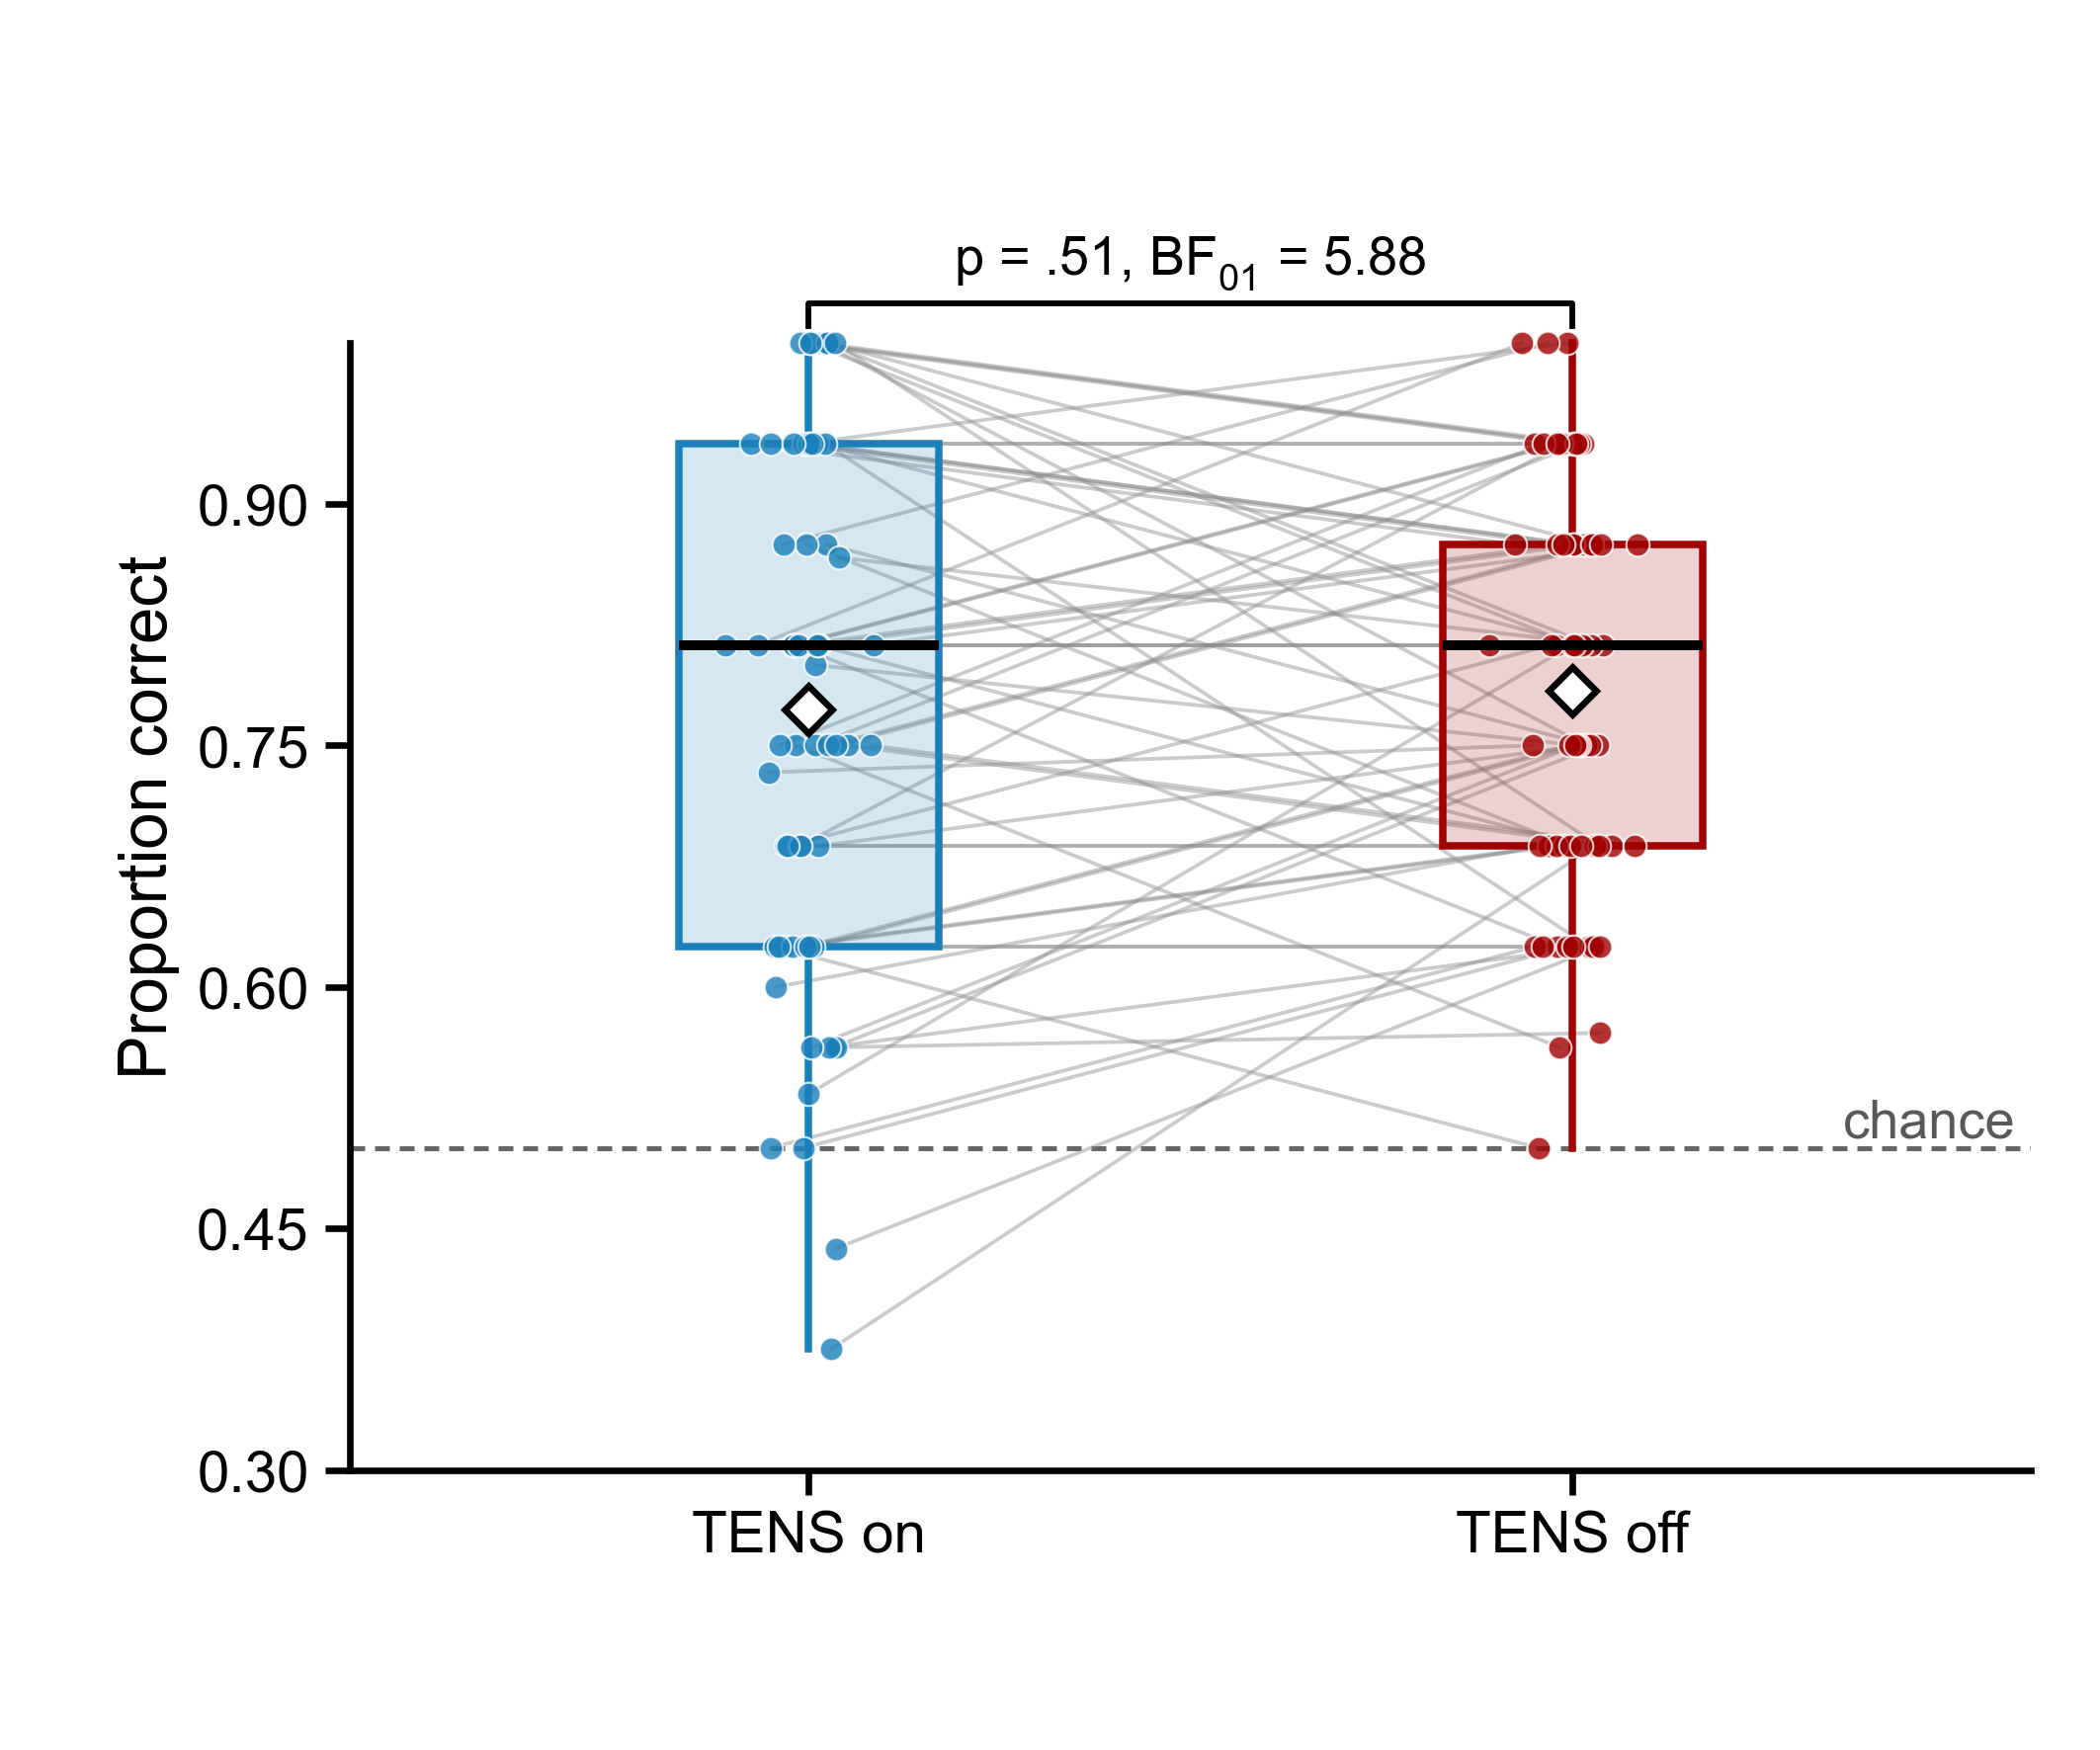 p = .51, BF₀₁ = 5.88
Proportion correct
0.90
0.75
0.60
0.45
0.30
chance
TENS on
TENS off